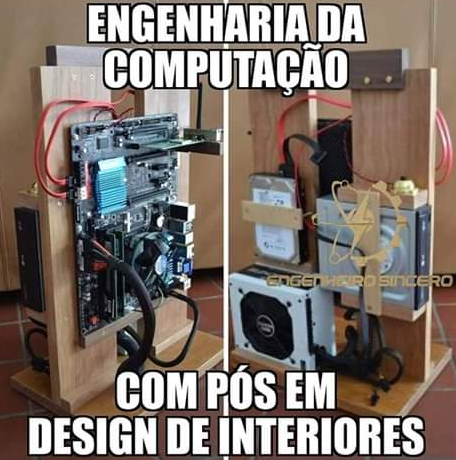 ENGENHARIA DA
COMPUTAÇÃO
ENGENHEIRO SINCERO
COM PÓS EM
DESIGN DE INTERIORES